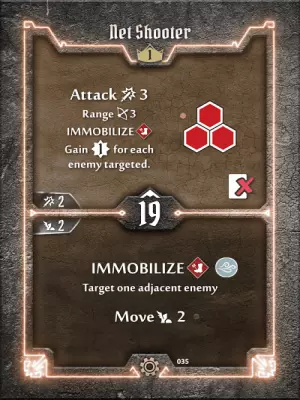 Net Shooter
1
Attack 3
Range 3
IMMOBILIZE
Gain 1 for each
enemy targeted.
2
19
2
IMMOBILIZE
Target one adjacent enemy
Move 2
035